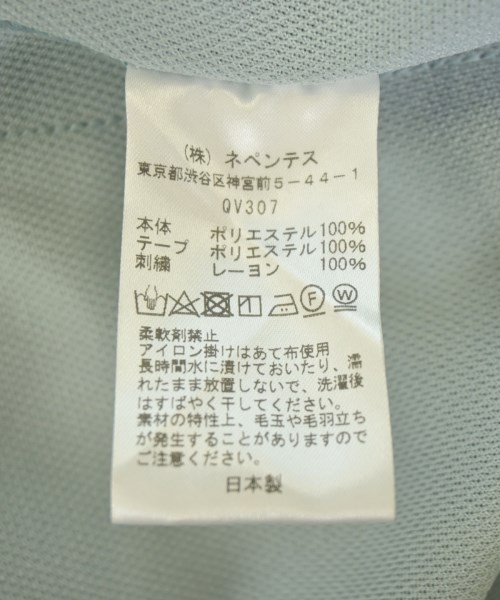 （株）ネペンテス
東京都渋谷区神宮前５－４４－１
QV307
本体 ポリエステル 100%
テープ ポリエステル 100%
刺繍 レーヨン 100%
F W
柔軟剤禁止
アイロン掛けはあて布使用
長時間水に漬けておいたり、濡
れたまま放置しないで、洗濯後
はすばやく干してください。
素材の特性上、毛玉や毛羽立ち
が発生することがありますので
ご注意ください。
日本製